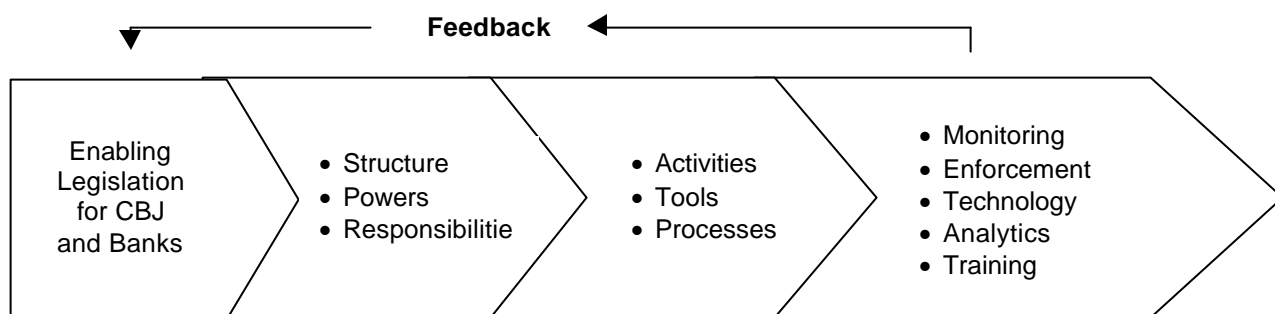 Feedback
Enabling
Legislation
for CBJ
and Banks
• Structure
• Powers
• Responsibilitie
• Activities
• Tools
• Processes
• Monitoring
• Enforcement
• Technology
• Analytics
• Training